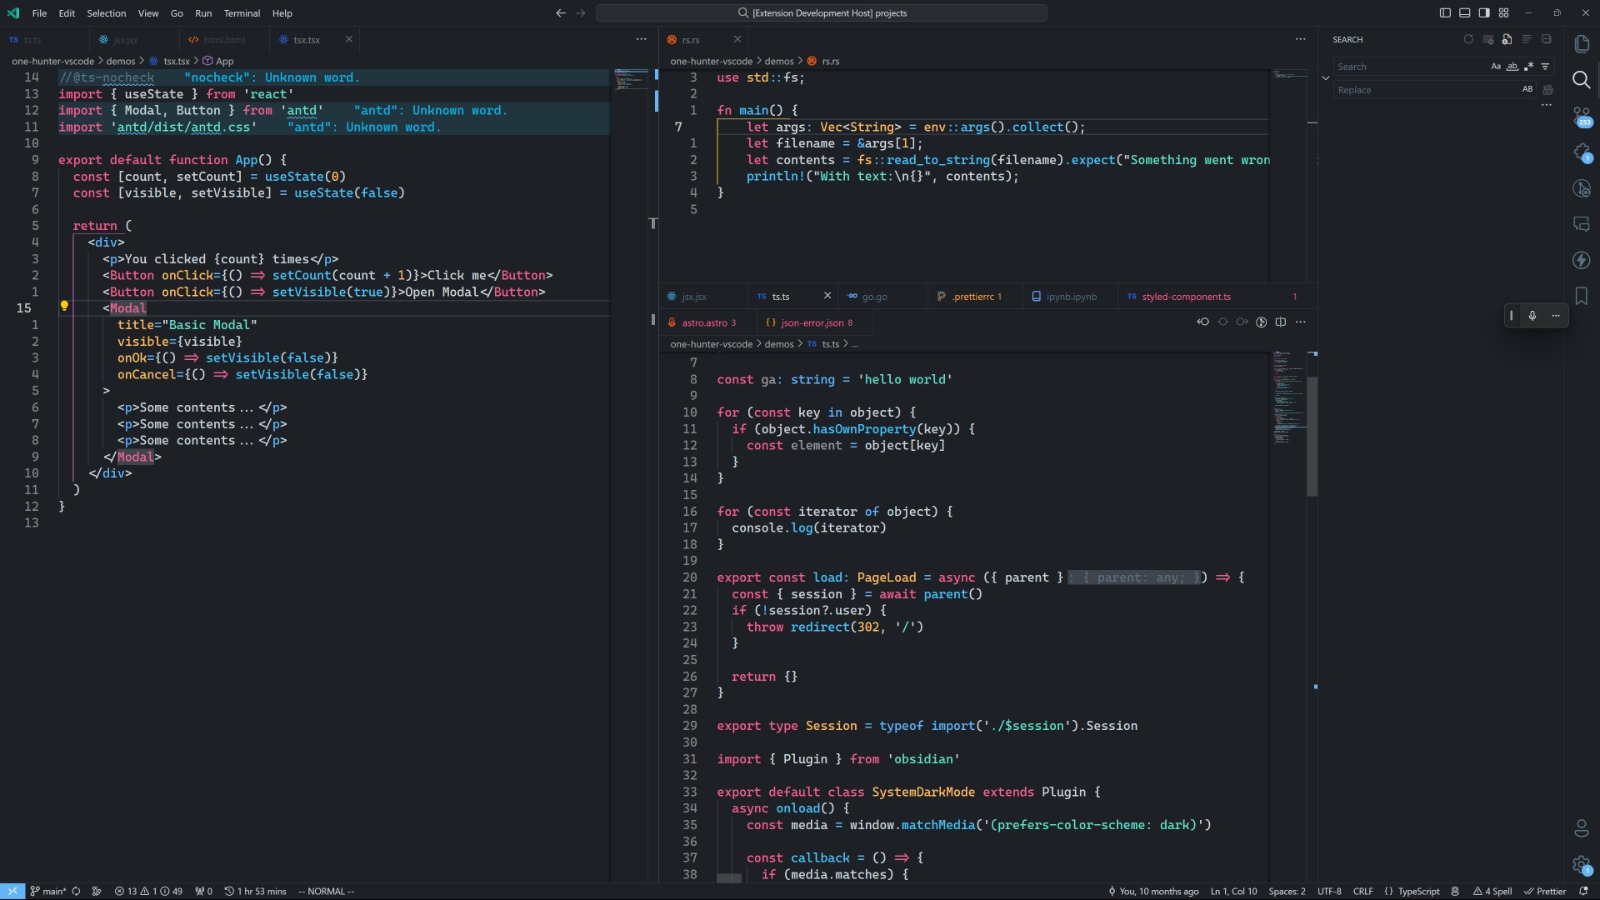 File Edit Selection View Go Run Terminal Help
[Extension Development Host] projects
TS ts.ts jsx.jsx html.html tsx.tsx
one-hunter-vscode > demos > tsx.tsx > App
14 //@ts-nocheck "nocheck": Unknown word.
13 import { useState } from 'react'
12 import { Modal, Button } from 'antd' "antd": Unknown word.
11 import 'antd/dist/antd.css' "antd": Unknown word.
10
9 export default function App() {
8 const [count, setCount] = useState(0)
7 const [visible, setVisible] = useState(false)
6
5 return (
4 <div>
3 <p>You clicked {count} times</p>
2 <Button onClick={() => setCount(count + 1)}>Click me</Button>
1 <Button onClick={() => setVisible(true)}>Open Modal</Button>
15 <Modal
1 title="Basic Modal"
2 visible={visible}
3 onOk={() => setVisible(false)}
4 onCancel={() => setVisible(false)}
5 >
6 <p>Some contents...</p>
7 <p>Some contents...</p>
8 <p>Some contents...</p>
9 </Modal>
10 </div>
11 )
12 }
13
rs.rs
one-hunter-vscode > demos > rs.rs
3 use std::fs;
2
1 fn main() {
7 let args: Vec<String> = env::args().collect();
1 let filename = &args[1];
2 let contents = fs::read_to_string(filename).expect("Something went wron
3 println!("With text:\n{}", contents);
4 }
5
jsx.jsx TS ts.ts go.go .prettierrc 1 ipynb.ipynb TS styled-component.ts 1
astro.astro 3 {} json-error.json 8
one-hunter-vscode > demos > TS ts.ts > ...
7
8 const ga: string = 'hello world'
9
10 for (const key in object) {
11 if (object.hasOwnProperty(key)) {
12 const element = object[key]
13 }
14 }
15
16 for (const iterator of object) {
17 console.log(iterator)
18 }
19
20 export const load: PageLoad = async ({ parent }: { parent: any; }) => {
21 const { session } = await parent()
22 if (!session?.user) {
23 throw redirect(302, '/')
24 }
25
26 return {}
27 }
28
29 export type Session = typeof import('./$session').Session
30
31 import { Plugin } from 'obsidian'
32
33 export default class SystemDarkMode extends Plugin {
34 async onload() {
35 const media = window.matchMedia('(prefers-color-scheme: dark)')
36
37 const callback = () => {
38 if (media.matches) {
SEARCH
Search Aa ab .*
Replace AB
253
1
1
main* 13 1 49 0 1 hr 53 mins -- NORMAL --
You, 10 months ago Ln 1, Col 10 Spaces: 2 UTF-8 CRLF {} TypeScript 4 Spell Prettier